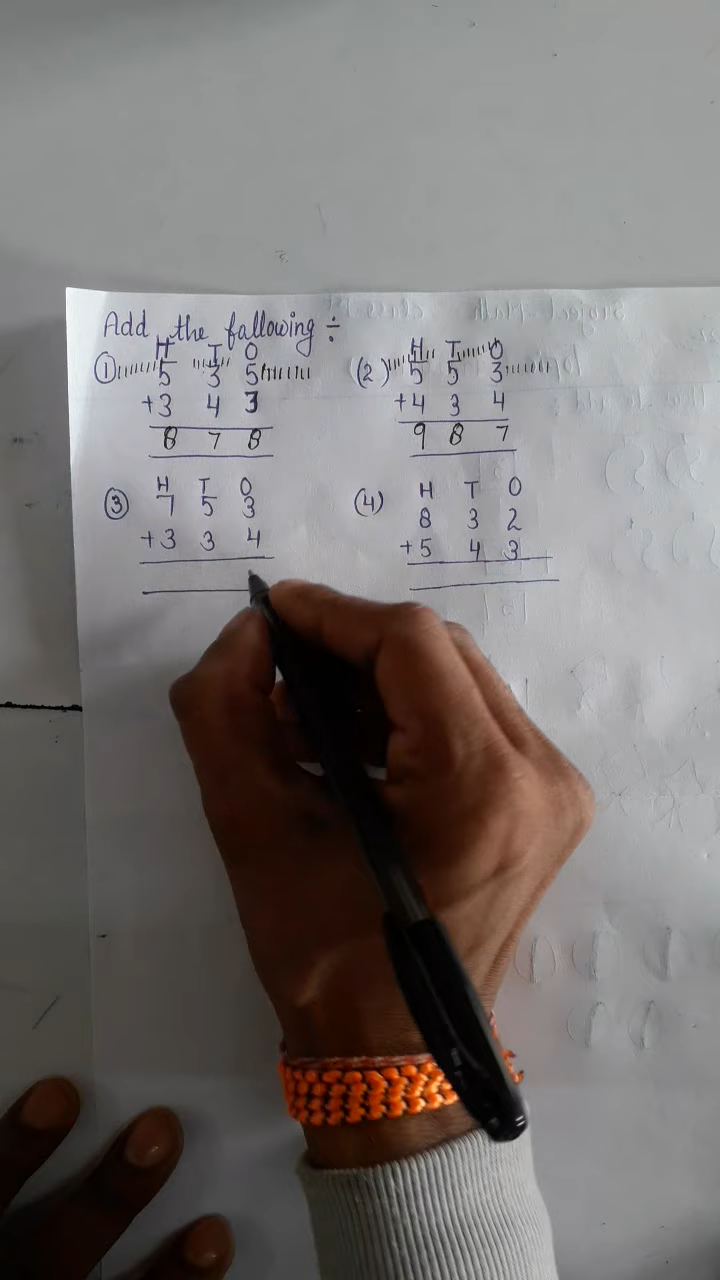 Add the fallowing ÷
① H T O
5 3 5
+3 4 3
8 7 8
(2) H T O
5 5 3
+4 3 4
9 8 7
③ H T O
7 5 3
+3 3 4
(4) H T O
8 3 2
+5 4 3